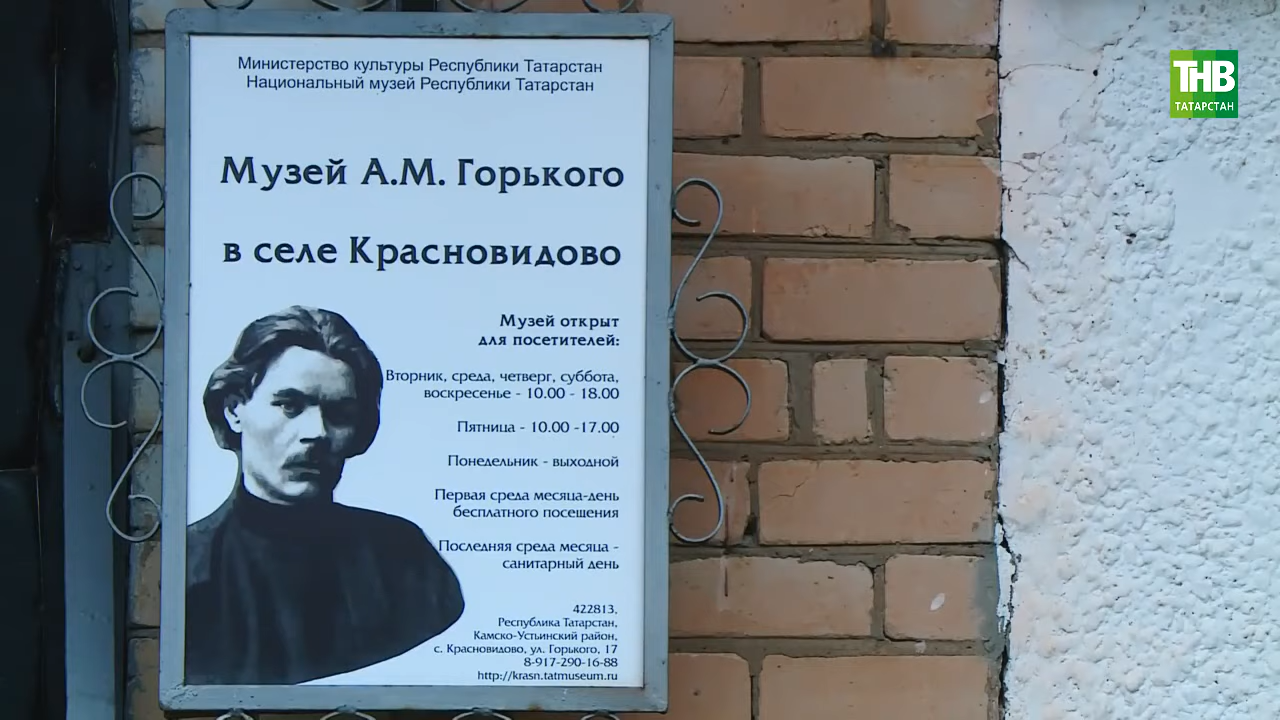 Министерство культуры Республики Татарстан
Национальный музей Республики Татарстан
Музей А.М. Горького
в селе Красновидово
Музей открыт
для посетителей:
Вторник, среда, четверг, суббота,
воскресенье - 10.00 - 18.00
Пятница - 10.00 -17.00
Понедельник - выходной
Первая среда месяца-день
бесплатного посещения
Последняя среда месяца -
санитарный день
422813,
Республика Татарстан,
Камско-Устьинский район,
с. Красновидово, ул. Горького, 17
8-917-290-16-88
http://krasn.tatmuseum.ru
ТНВ
ТАТАРСТАН